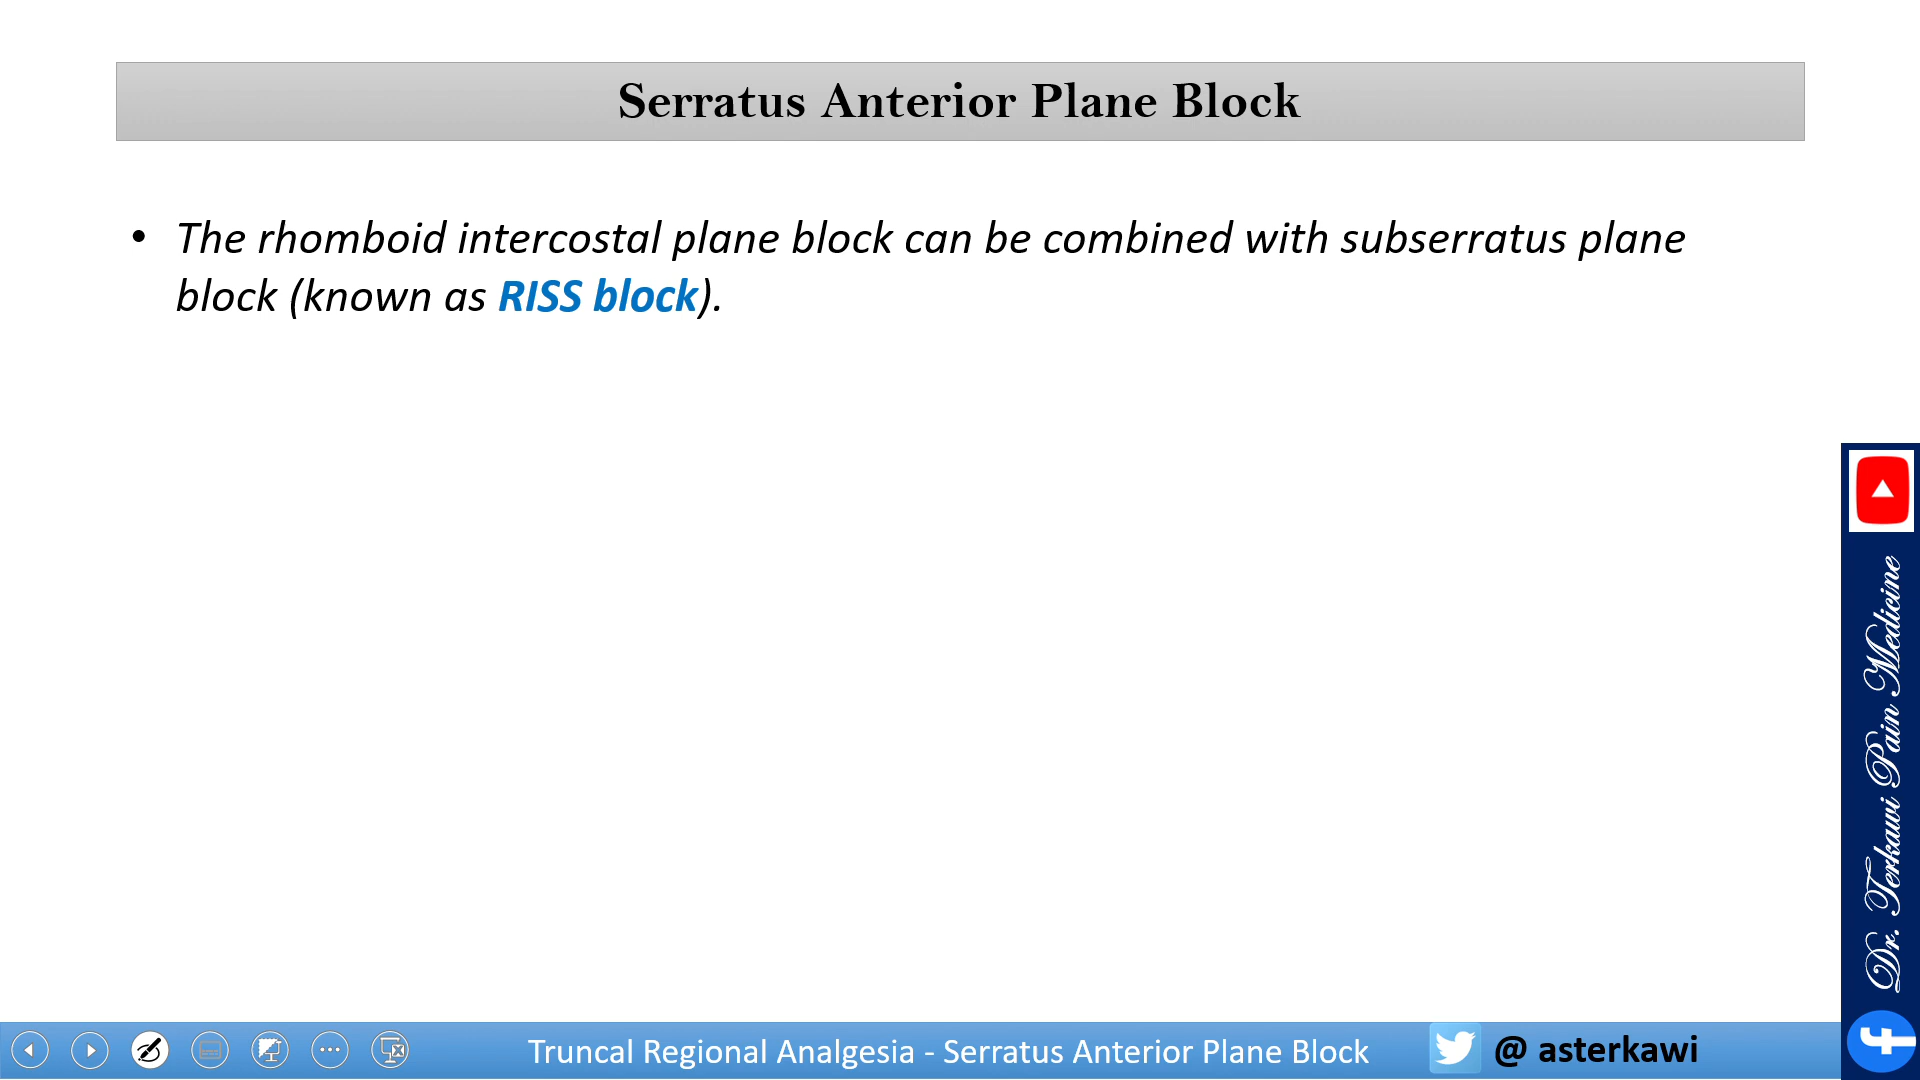 Serratus Anterior Plane Block
• The rhomboid intercostal plane block can be combined with subserratus plane
block (known as RISS block).
Dr. Terkawi Pain Medicine
Truncal Regional Analgesia - Serratus Anterior Plane Block
@ asterkawi